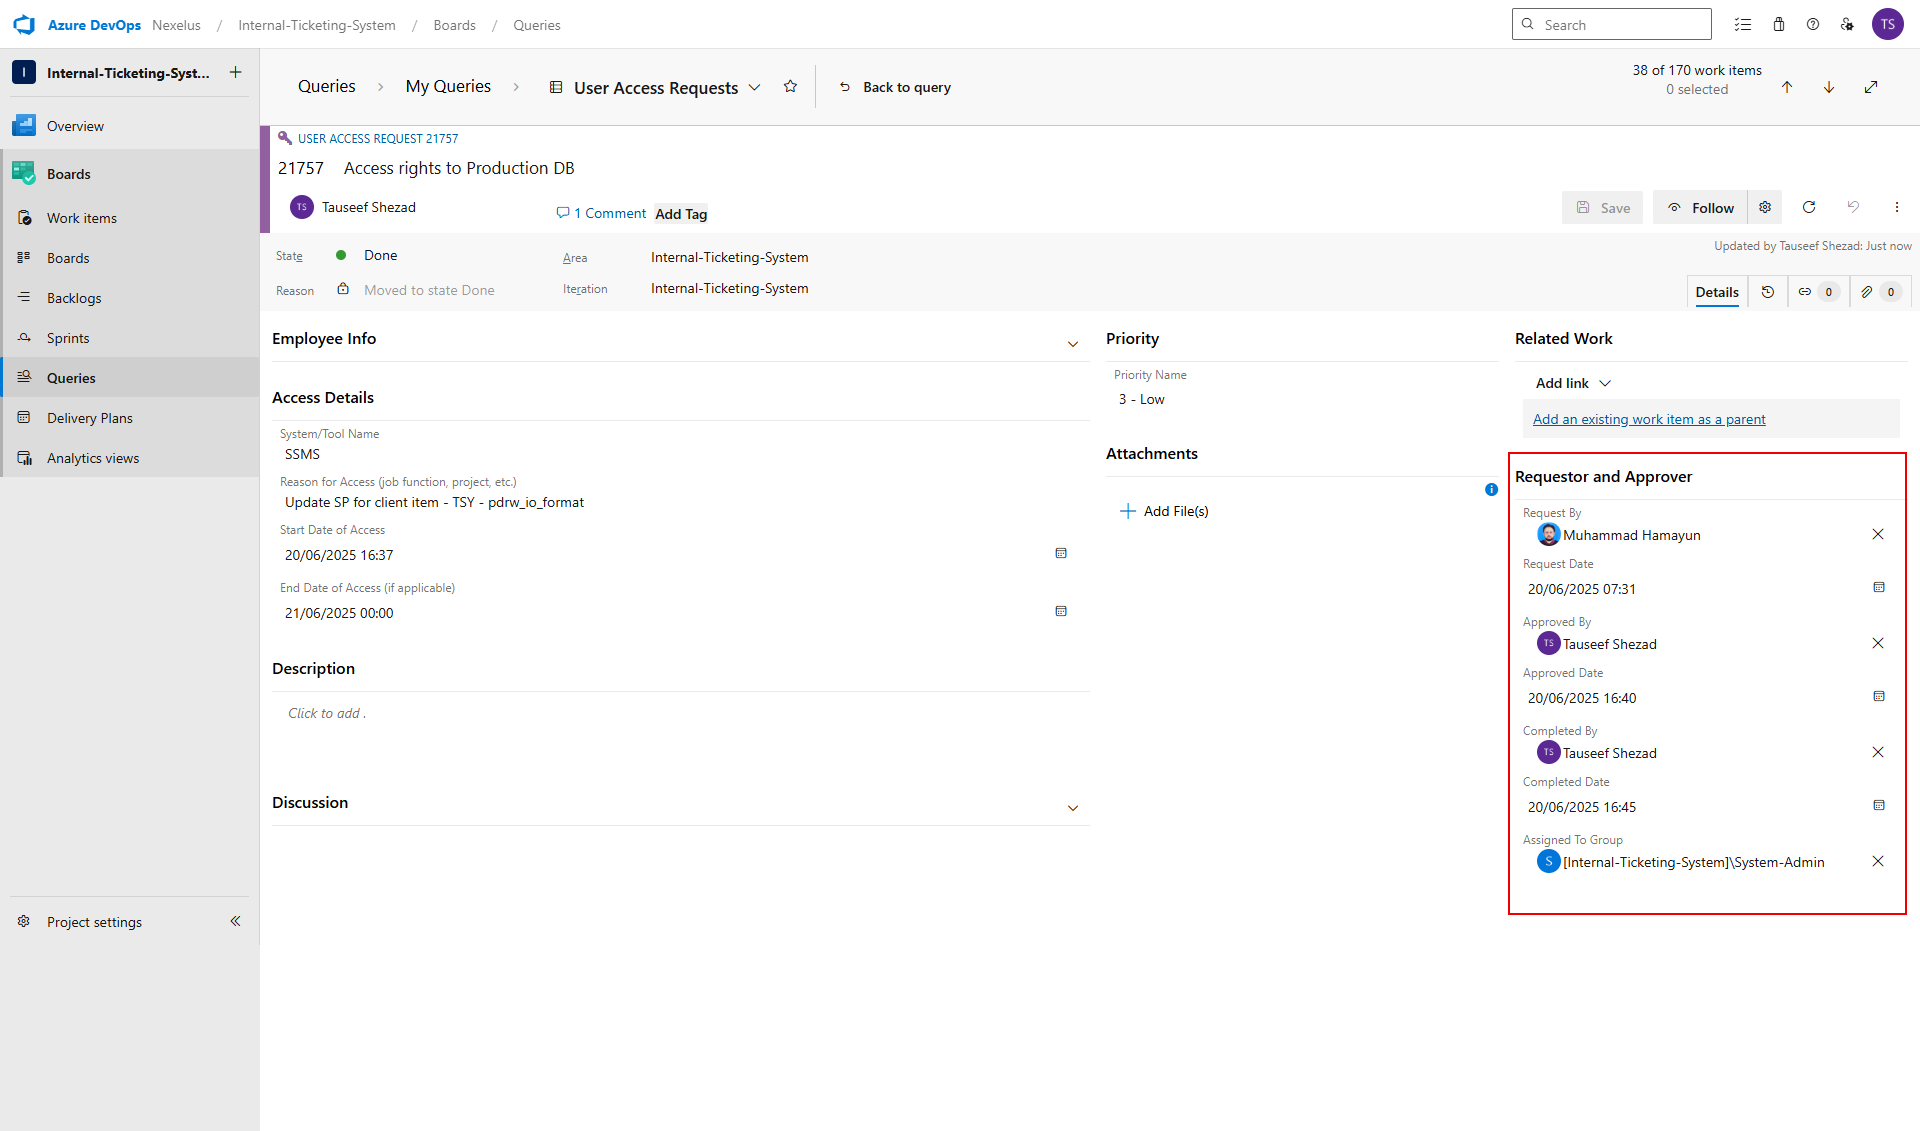 Azure DevOps Nexelus / Internal-Ticketing-System / Boards / Queries
Search
TS
I Internal-Ticketing-Syst...
Overview
Boards
Work items
Boards
Backlogs
Sprints
Queries
Delivery Plans
Analytics views
Project settings
Queries > My Queries > User Access Requests
Back to query
38 of 170 work items
0 selected
USER ACCESS REQUEST 21757
21757 Access rights to Production DB
TS Tauseef Shezad
1 Comment
Add Tag
Save
Follow
State Done
Area Internal-Ticketing-System
Updated by Tauseef Shezad: Just now
Reason Moved to state Done
Iteration Internal-Ticketing-System
Details
0
0
Employee Info
Access Details
System/Tool Name
SSMS
Reason for Access (job function, project, etc.)
Update SP for client item - TSY - pdrw_io_format
Start Date of Access
20/06/2025 16:37
End Date of Access (if applicable)
21/06/2025 00:00
Description
Click to add .
Discussion
Priority
Priority Name
3 - Low
Attachments
Add File(s)
Related Work
Add link
Add an existing work item as a parent
Requestor and Approver
Request By
Muhammad Hamayun
Request Date
20/06/2025 07:31
Approved By
TS Tauseef Shezad
Approved Date
20/06/2025 16:40
Completed By
TS Tauseef Shezad
Completed Date
20/06/2025 16:45
Assigned To Group
S [Internal-Ticketing-System]\System-Admin